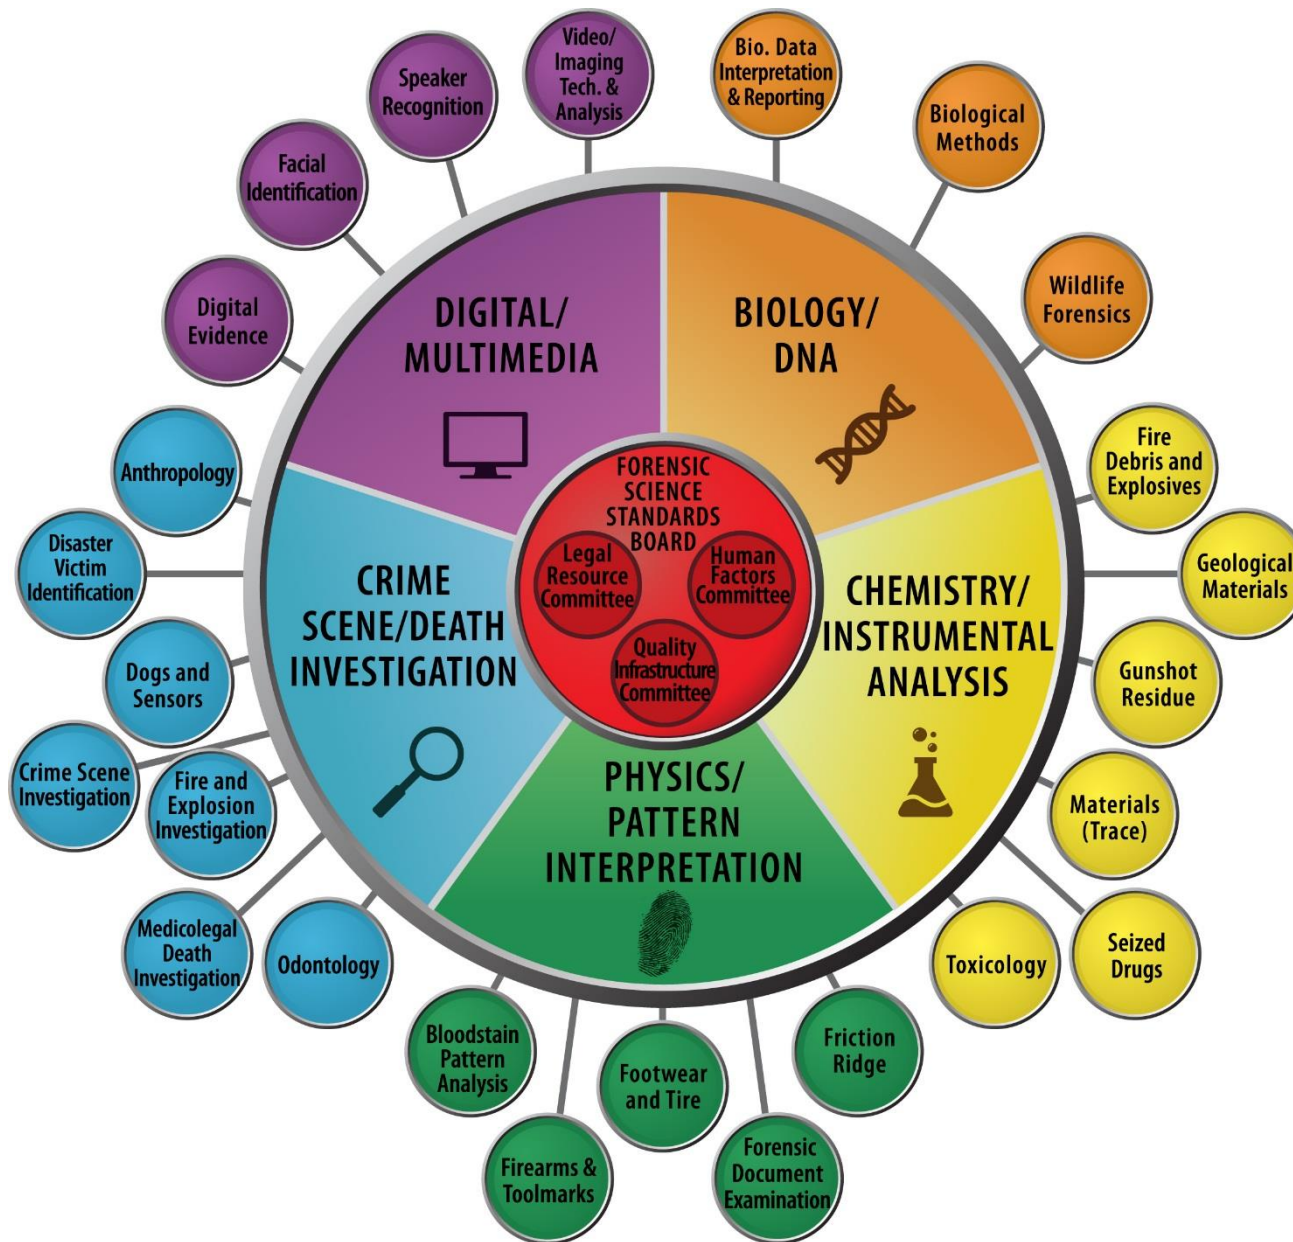 Video/
Imaging
Tech. &
Analysis
Bio. Data
Interpretation
& Reporting
Speaker
Recognition
Biological
Methods
Facial
Identification
Wildlife
Forensics
Digital
Evidence
DIGITAL/
MULTIMEDIA
BIOLOGY/
DNA
Anthropology
Fire
Debris and
Explosives
FORENSIC
SCIENCE
STANDARDS
BOARD
Legal
Resource
Committee
Human
Factors
Committee
Quality
Infrastructure
Committee
Disaster
Victim
Identification
Geological
Materials
CRIME
SCENE/DEATH
INVESTIGATION
CHEMISTRY/
INSTRUMENTAL
ANALYSIS
Dogs and
Sensors
Gunshot
Residue
Crime Scene
Investigation
Fire and
Explosion
Investigation
PHYSICS/
PATTERN
INTERPRETATION
Materials
(Trace)
Medicolegal
Death
Investigation
Odontology
Toxicology
Seized
Drugs
Bloodstain
Pattern
Analysis
Footwear
and Tire
Friction
Ridge
Firearms &
Toolmarks
Forensic
Document
Examination